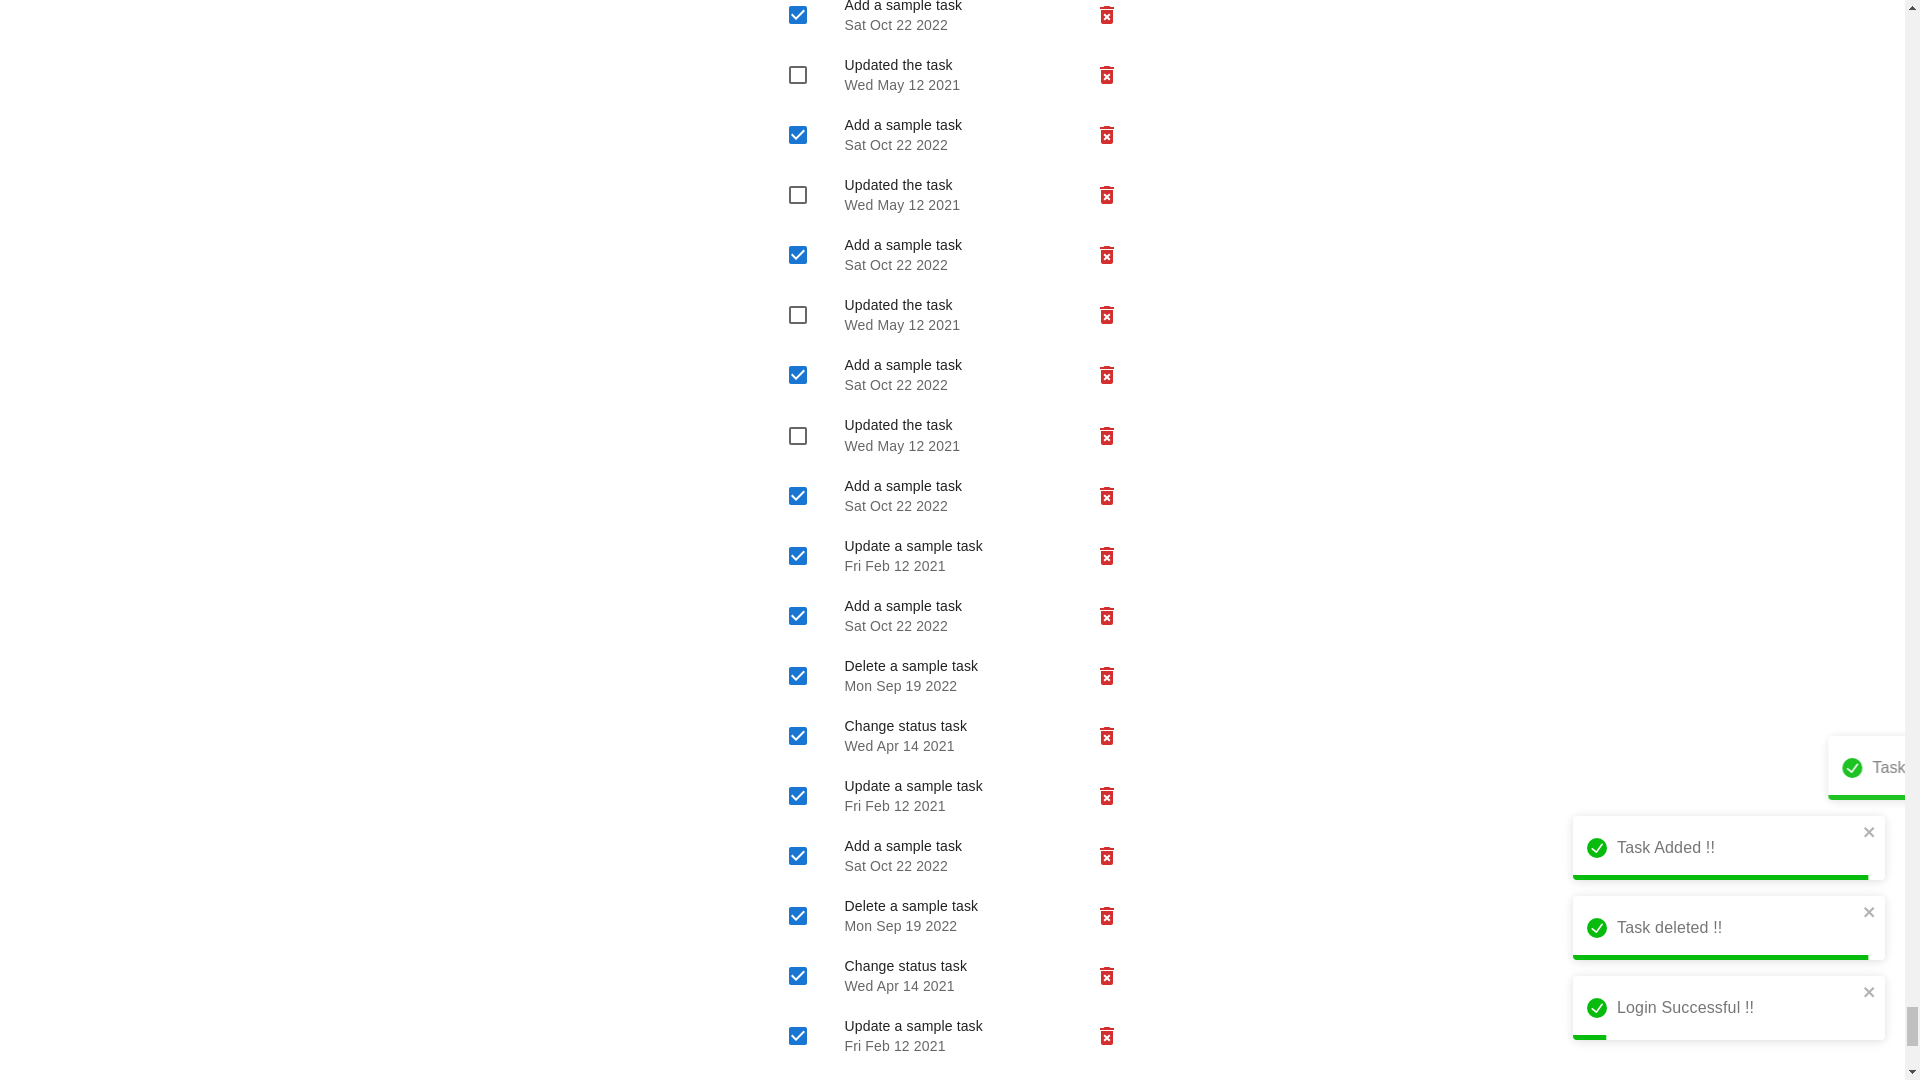 Add a sample task
Sat Oct 22 2022
Updated the task
Wed May 12 2021
Add a sample task
Sat Oct 22 2022
Updated the task
Wed May 12 2021
Add a sample task
Sat Oct 22 2022
Updated the task
Wed May 12 2021
Add a sample task
Sat Oct 22 2022
Updated the task
Wed May 12 2021
Add a sample task
Sat Oct 22 2022
Update a sample task
Fri Feb 12 2021
Add a sample task
Sat Oct 22 2022
Delete a sample task
Mon Sep 19 2022
Change status task
Wed Apr 14 2021
Update a sample task
Fri Feb 12 2021
Add a sample task
Sat Oct 22 2022
Delete a sample task
Mon Sep 19 2022
Change status task
Wed Apr 14 2021
Update a sample task
Fri Feb 12 2021
Task
Task Added !!
Task deleted !!
Login Successful !!